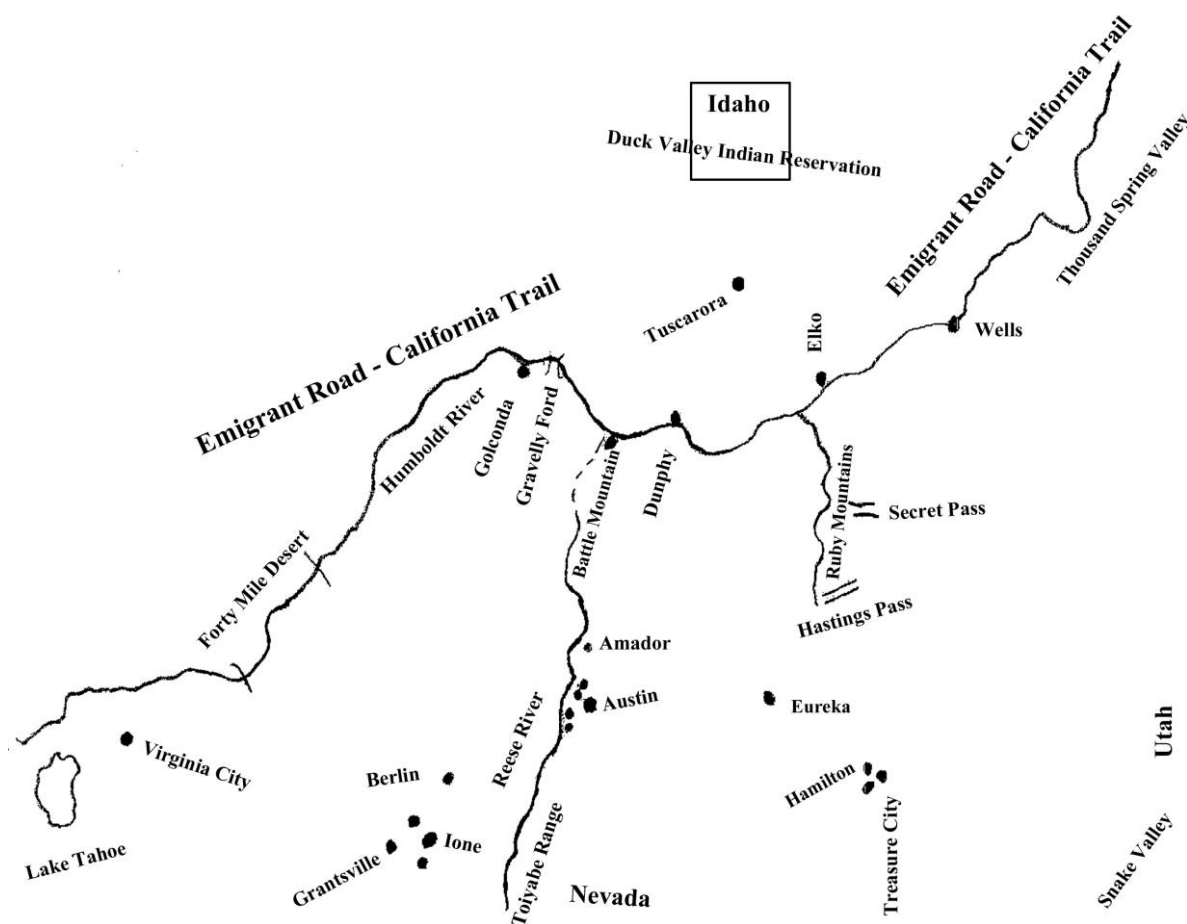 Idaho
Duck Valley Indian Reservation
Emigrant Road - California Trail
Thousand Spring Valley
Emigrant Road - California Trail
Tuscarora
Elko
Wells
Humboldt River
Golconda
Gravelly Ford
Battle Mountain
Dunphy
Ruby Mountains
Secret Pass
Hastings Pass
Forty Mile Desert
Amador
Austin
Eureka
Reese River
Virginia City
Berlin
Hamilton
Utah
Lake Tahoe
Grantsville
Ione
Toiyabe Range
Nevada
Treasure City
Snake Valley